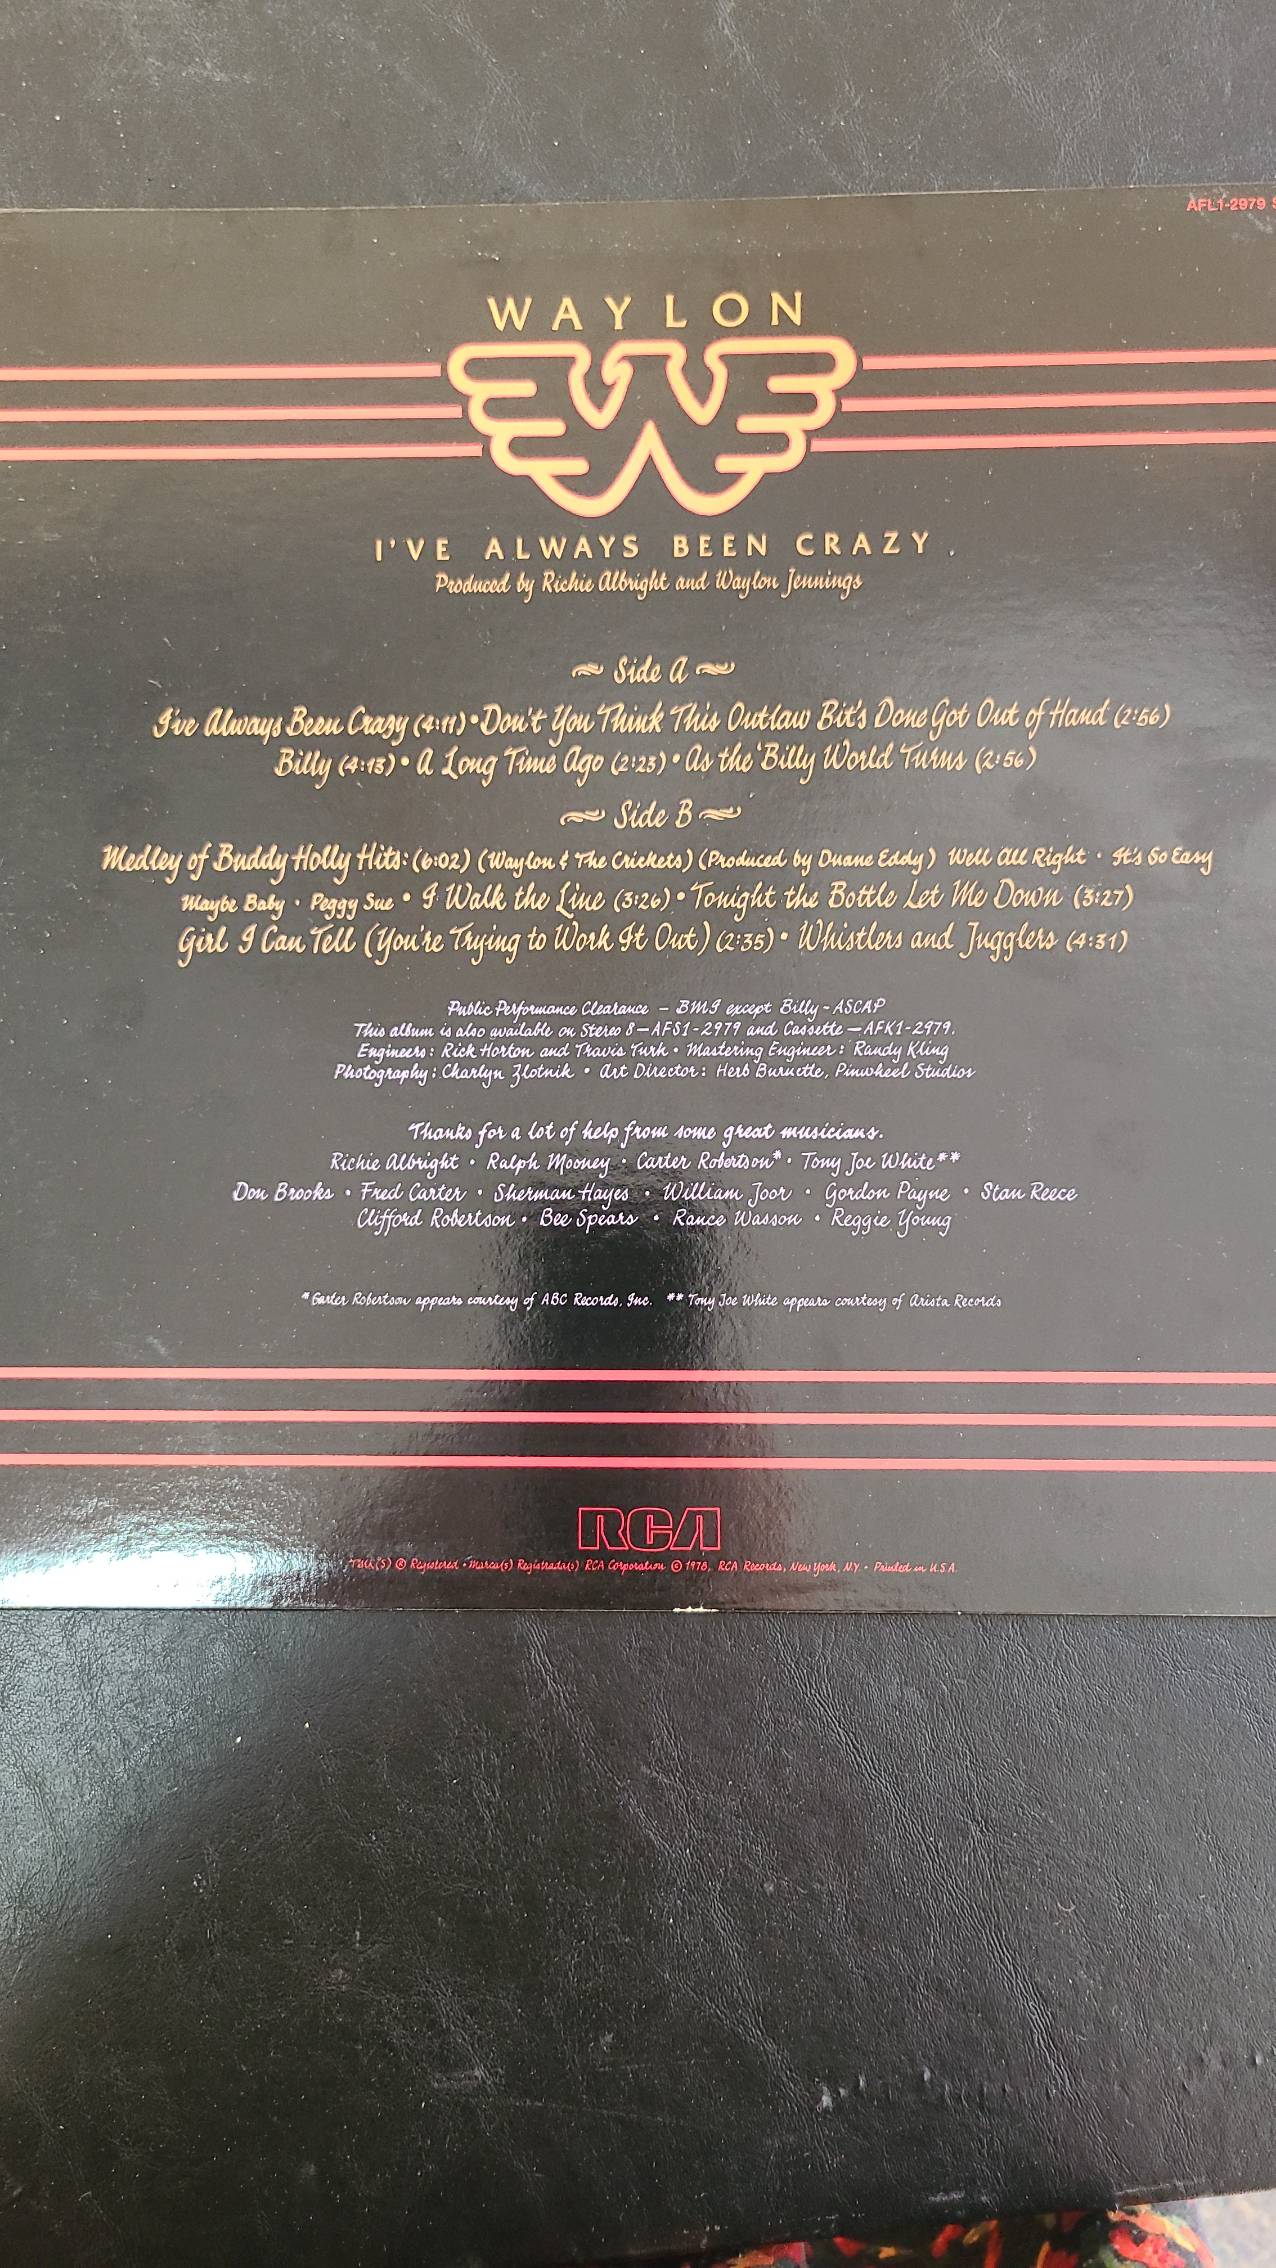 AFL1-2979 S
WAYLON
I'VE ALWAYS BEEN CRAZY.
Produced by Richie Albright and Waylon Jennings
Side A
I've Always Been Crazy (4:11) • Don't You Think This Outlaw Bit's Done Got Out of Hand (2:56)
Billy (4:13) • A Long Time Ago (2:23) • As the 'Billy World Turns (2:56)
Side B
Medley of Buddy Holly Hits: (6:02) (Waylon & The Crickets) (Produced by Duane Eddy) Well All Right · It's So Easy
Maybe Baby · Peggy Sue • I Walk the Line (3:26) • Tonight the Bottle Let Me Down (3:27)
Girl I Can Tell (You're Trying to Work It Out) (2:35) • Whistlers and Jugglers (4:31)
Public Performance Clearance – BMI except Billy – ASCAP
This album is also available on Stereo 8 – AFS1-2979 and Cassette – AFK1-2979.
Engineers: Rick Horton and Travis Turk • Mastering Engineer: Randy Kling
Photography: Charlyn Zlotnik • Art Director: Herb Burnette, Pinwheel Studios
Thanks for a lot of help from some great musicians.
Richie Albright • Ralph Mooney • Carter Robertson* • Tony Joe White**
Don Brooks • Fred Carter • Sherman Hayes • William Joor • Gordon Payne • Stan Reece
Clifford Robertson • Bee Spears • Rance Wasson • Reggie Young
*Carter Robertson appears courtesy of ABC Records, Inc. **Tony Joe White appears courtesy of Arista Records
RCA
TMK(S) ® Registered • Marca(s) Registrada(s) RCA Corporation © 1978, RCA Records, New York, N.Y. • Printed in U.S.A.